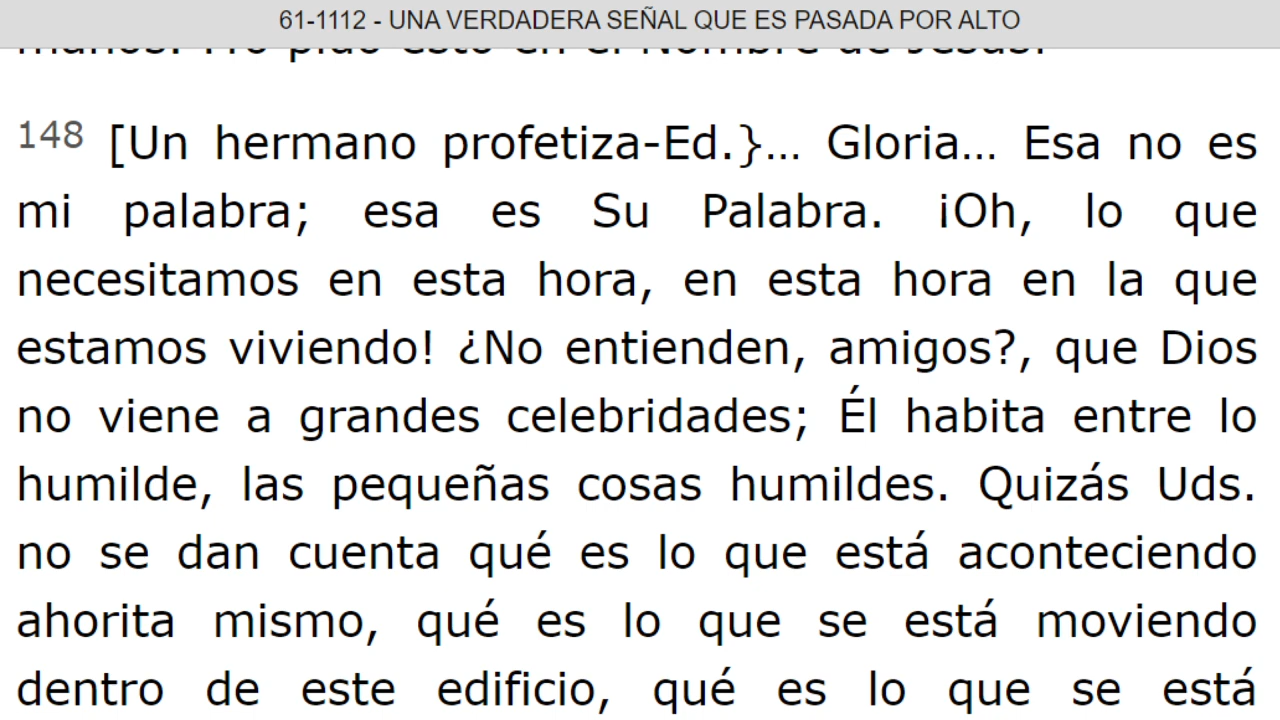 61-1112 - UNA VERDADERA SEÑAL QUE ES PASADA POR ALTO
148 [Un hermano profetiza-Ed.}... Gloria... Esa no es
mi palabra; esa es Su Palabra. ¡Oh, lo que
necesitamos en esta hora, en esta hora en la que
estamos viviendo! ¿No entienden, amigos?, que Dios
no viene a grandes celebridades; Él habita entre lo
humilde, las pequeñas cosas humildes. Quizás Uds.
no se dan cuenta qué es lo que está aconteciendo
ahorita mismo, qué es lo que se está moviendo
dentro de este edificio, qué es lo que se está